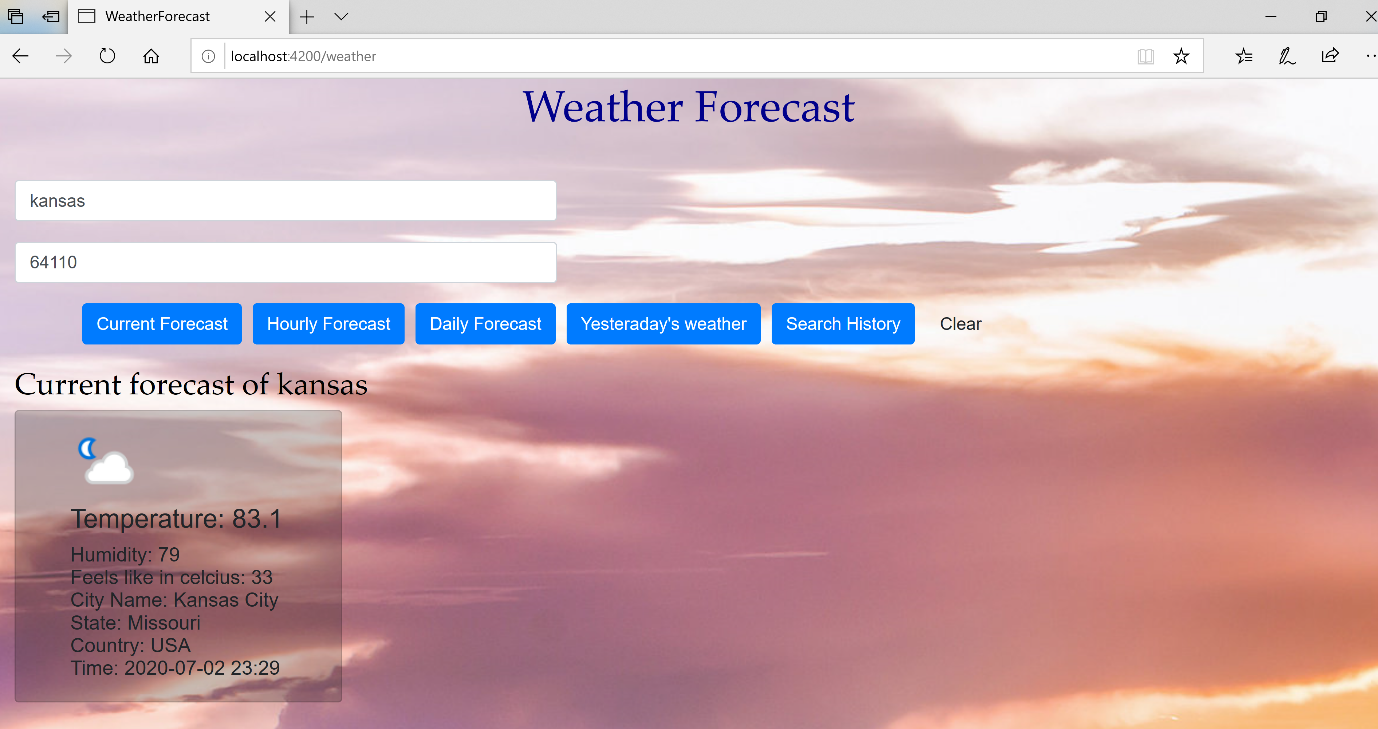 WeatherForecast
localhost:4200/weather
Weather Forecast
kansas
64110
Current Forecast Hourly Forecast Daily Forecast Yesteraday's weather Search History Clear
Current forecast of kansas
Temperature: 83.1
Humidity: 79
Feels like in celcius: 33
City Name: Kansas City
State: Missouri
Country: USA
Time: 2020-07-02 23:29